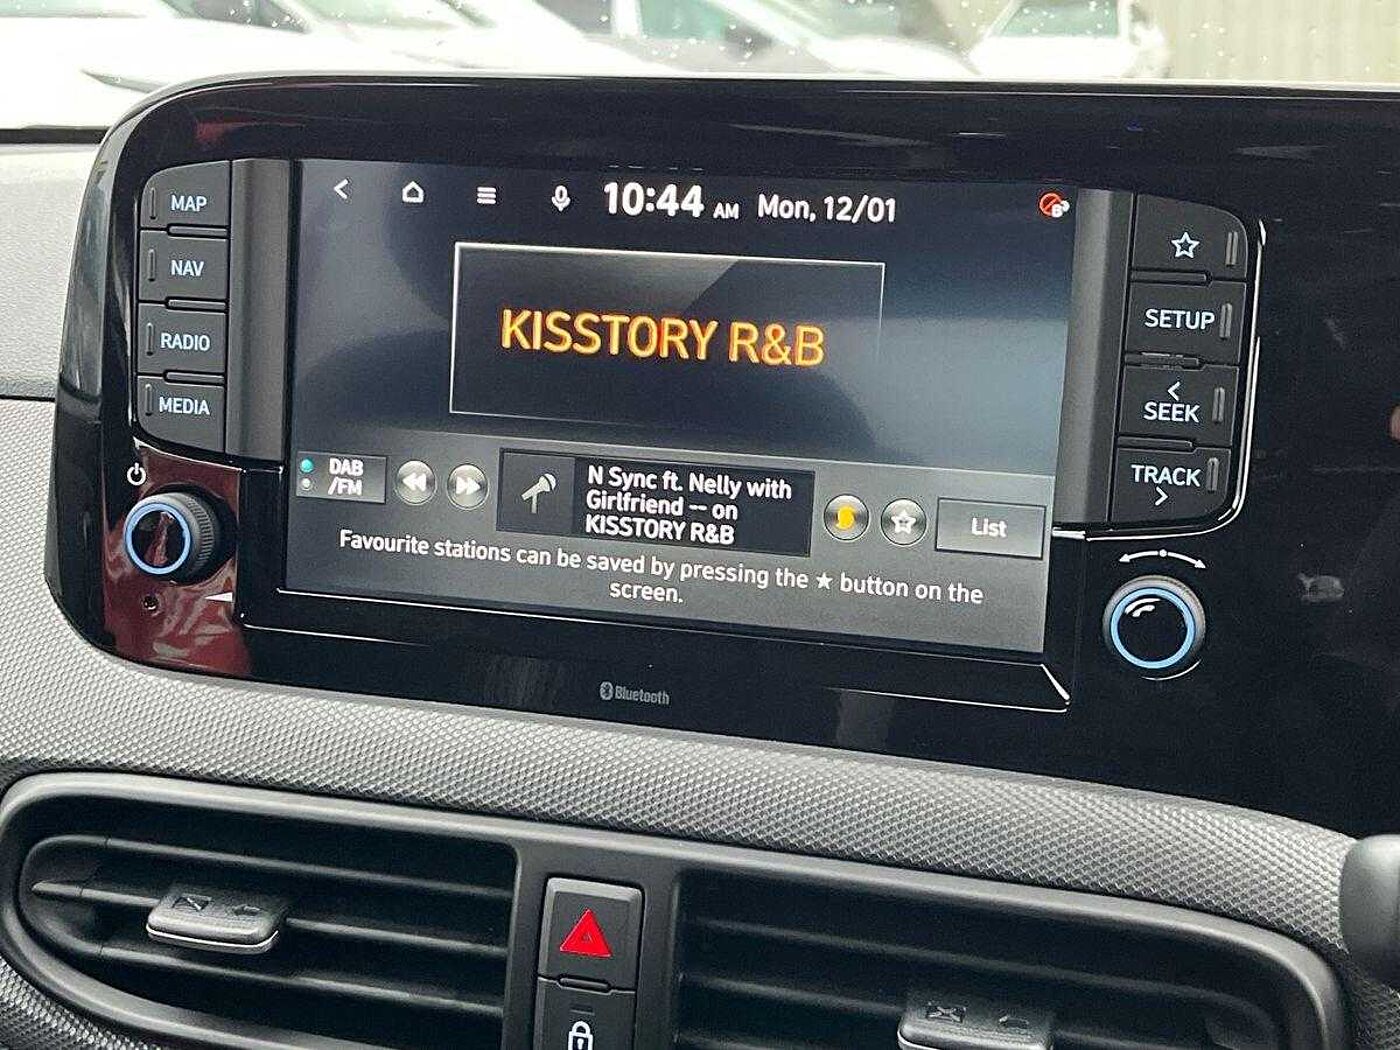 MAP
NAV
RADIO
MEDIA
10:44 AM Mon, 12/01
KISSTORY R&B
DAB
/FM
N Sync ft. Nelly with
Girlfriend -- on
KISSTORY R&B
List
Favourite stations can be saved by pressing the ★ button on the
screen.
SETUP
<
SEEK
TRACK
>
Bluetooth